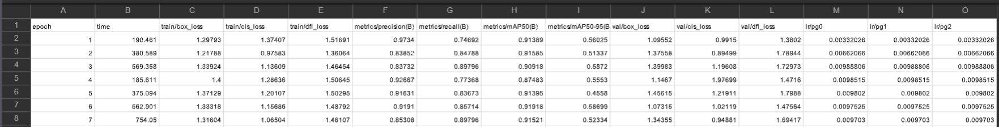 A B C D E F G H I J K L M N O
1 epoch time train/box_loss train/cls_loss train/dfl_loss metrics/precision(B) metrics/recall(B) metrics/mAP50(B) metrics/mAP50-95(B val/box_loss val/cls_loss val/dfl_loss lr/pg0 lr/pg1 lr/pg2
2 1 190.461 1.29793 1.37407 1.51691 0.9734 0.74692 0.91389 0.56025 1.09552 0.9915 1.3802 0.00332026 0.00332026 0.00332026
3 2 380.589 1.21788 0.97583 1.36064 0.83852 0.84788 0.91585 0.51337 1.37558 0.89499 1.78944 0.00662066 0.00662066 0.00662066
4 3 569.358 1.33924 1.13609 1.46454 0.83732 0.89796 0.90918 0.5872 1.39983 1.19608 1.72973 0.00988806 0.00988806 0.00988806
5 4 185.611 1.4 1.28636 1.50645 0.92667 0.77368 0.87483 0.5553 1.1467 1.97699 1.4716 0.0098515 0.0098515 0.0098515
6 5 375.094 1.37129 1.20107 1.50295 0.91631 0.83673 0.91395 0.4558 1.45615 1.21911 1.7988 0.009802 0.009802 0.009802
7 6 562.901 1.33318 1.15686 1.48792 0.9191 0.85714 0.91918 0.58699 1.07315 1.02119 1.47564 0.0097525 0.0097525 0.0097525
8 7 754.05 1.31604 1.06504 1.46107 0.85308 0.89796 0.91521 0.52334 1.34355 0.94881 1.69417 0.009703 0.009703 0.009703